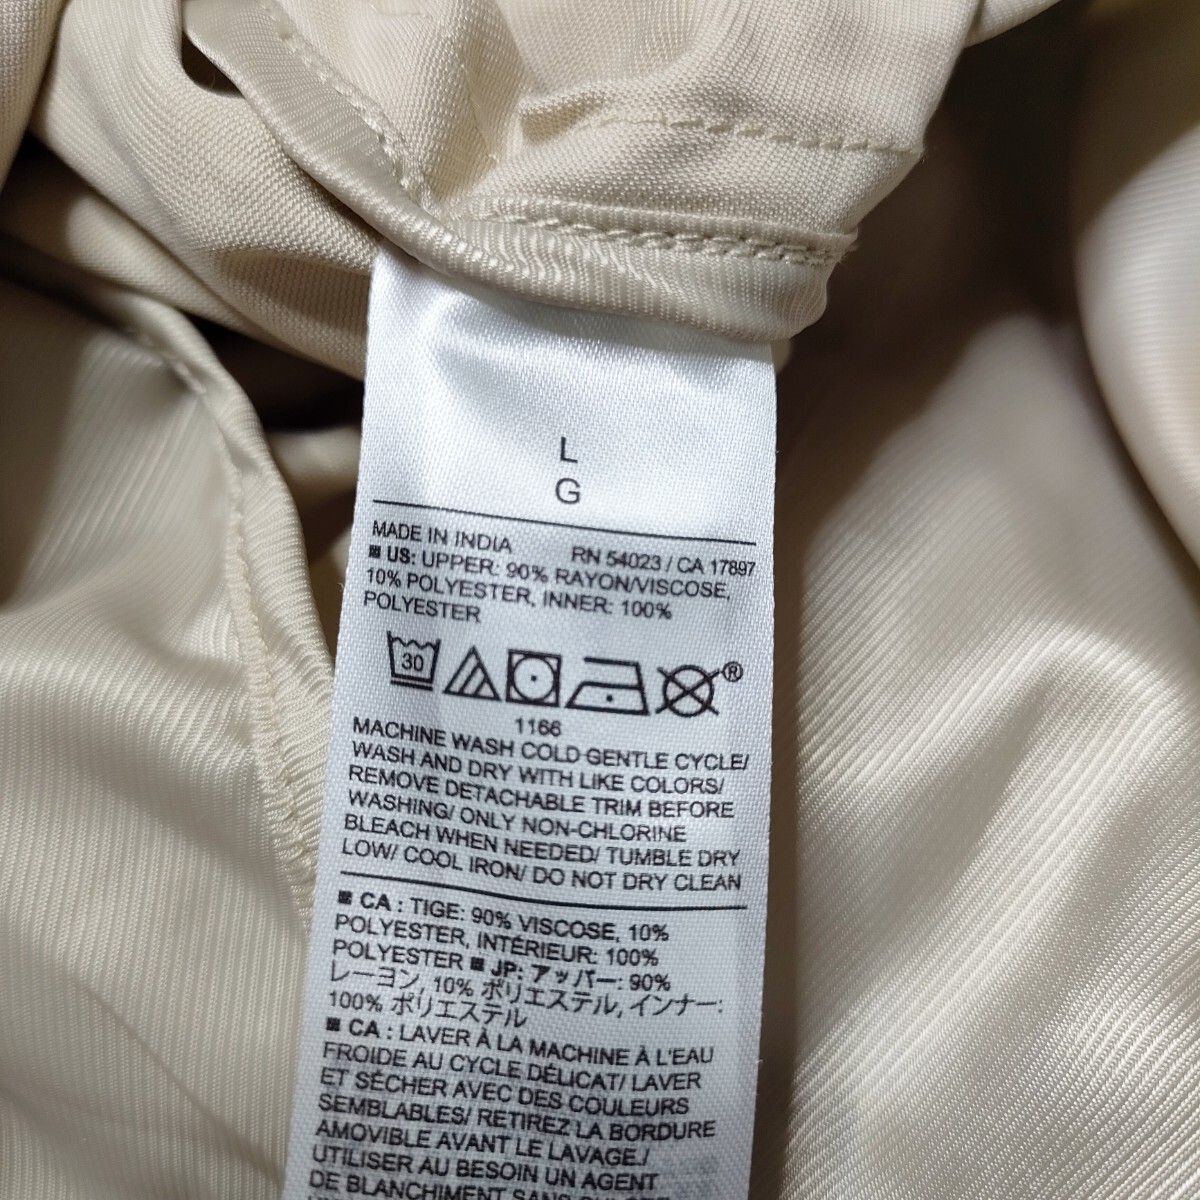 L
G
MADE IN INDIA RN 54023 / CA 17897
■ US: UPPER: 90% RAYON/VISCOSE,
10% POLYESTER, INNER: 100%
POLYESTER
30 ®
1166
MACHINE WASH COLD GENTLE CYCLE/
WASH AND DRY WITH LIKE COLORS/
REMOVE DETACHABLE TRIM BEFORE
WASHING/ ONLY NON-CHLORINE
BLEACH WHEN NEEDED/ TUMBLE DRY
LOW/ COOL IRON/ DO NOT DRY CLEAN
■ CA : TIGE: 90% VISCOSE, 10%
POLYESTER, INTÉRIEUR: 100%
POLYESTER ■ JP: アッパー: 90%
レーヨン, 10% ポリエステル, インナー:
100% ポリエステル
■ CA : LAVER À LA MACHINE À L'EAU
FROIDE AU CYCLE DÉLICAT/ LAVER
ET SÉCHER AVEC DES COULEURS
SEMBLABLES/ RETIREZ LA BORDURE
AMOVIBLE AVANT LE LAVAGE./
UTILISER AU BESOIN UN AGENT
DE BLANCHIMENT SANS